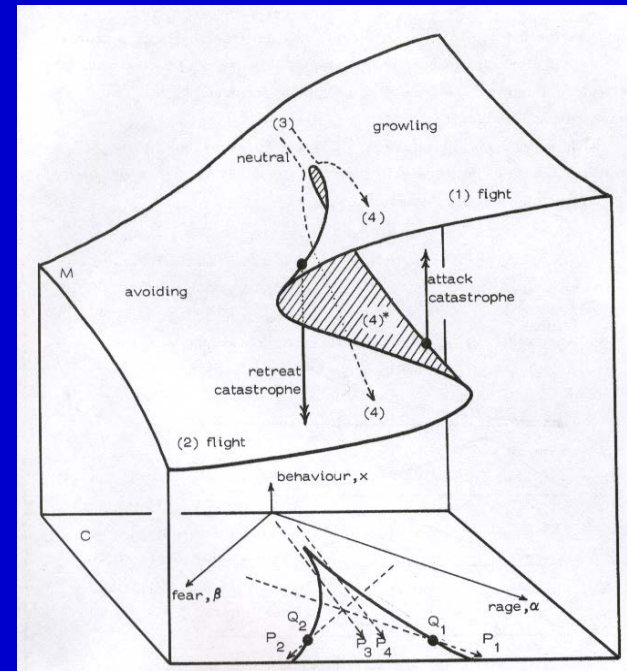 growling
(3)
neutral
(4)
(1) fight
M
avoiding
attack
catastrophe
(4)*
retreat
catastrophe
(4)
(2) flight
behaviour, x
C
fear, β
rage, α
Q₂
Q₁
P₂
P₃
P₄
P₁